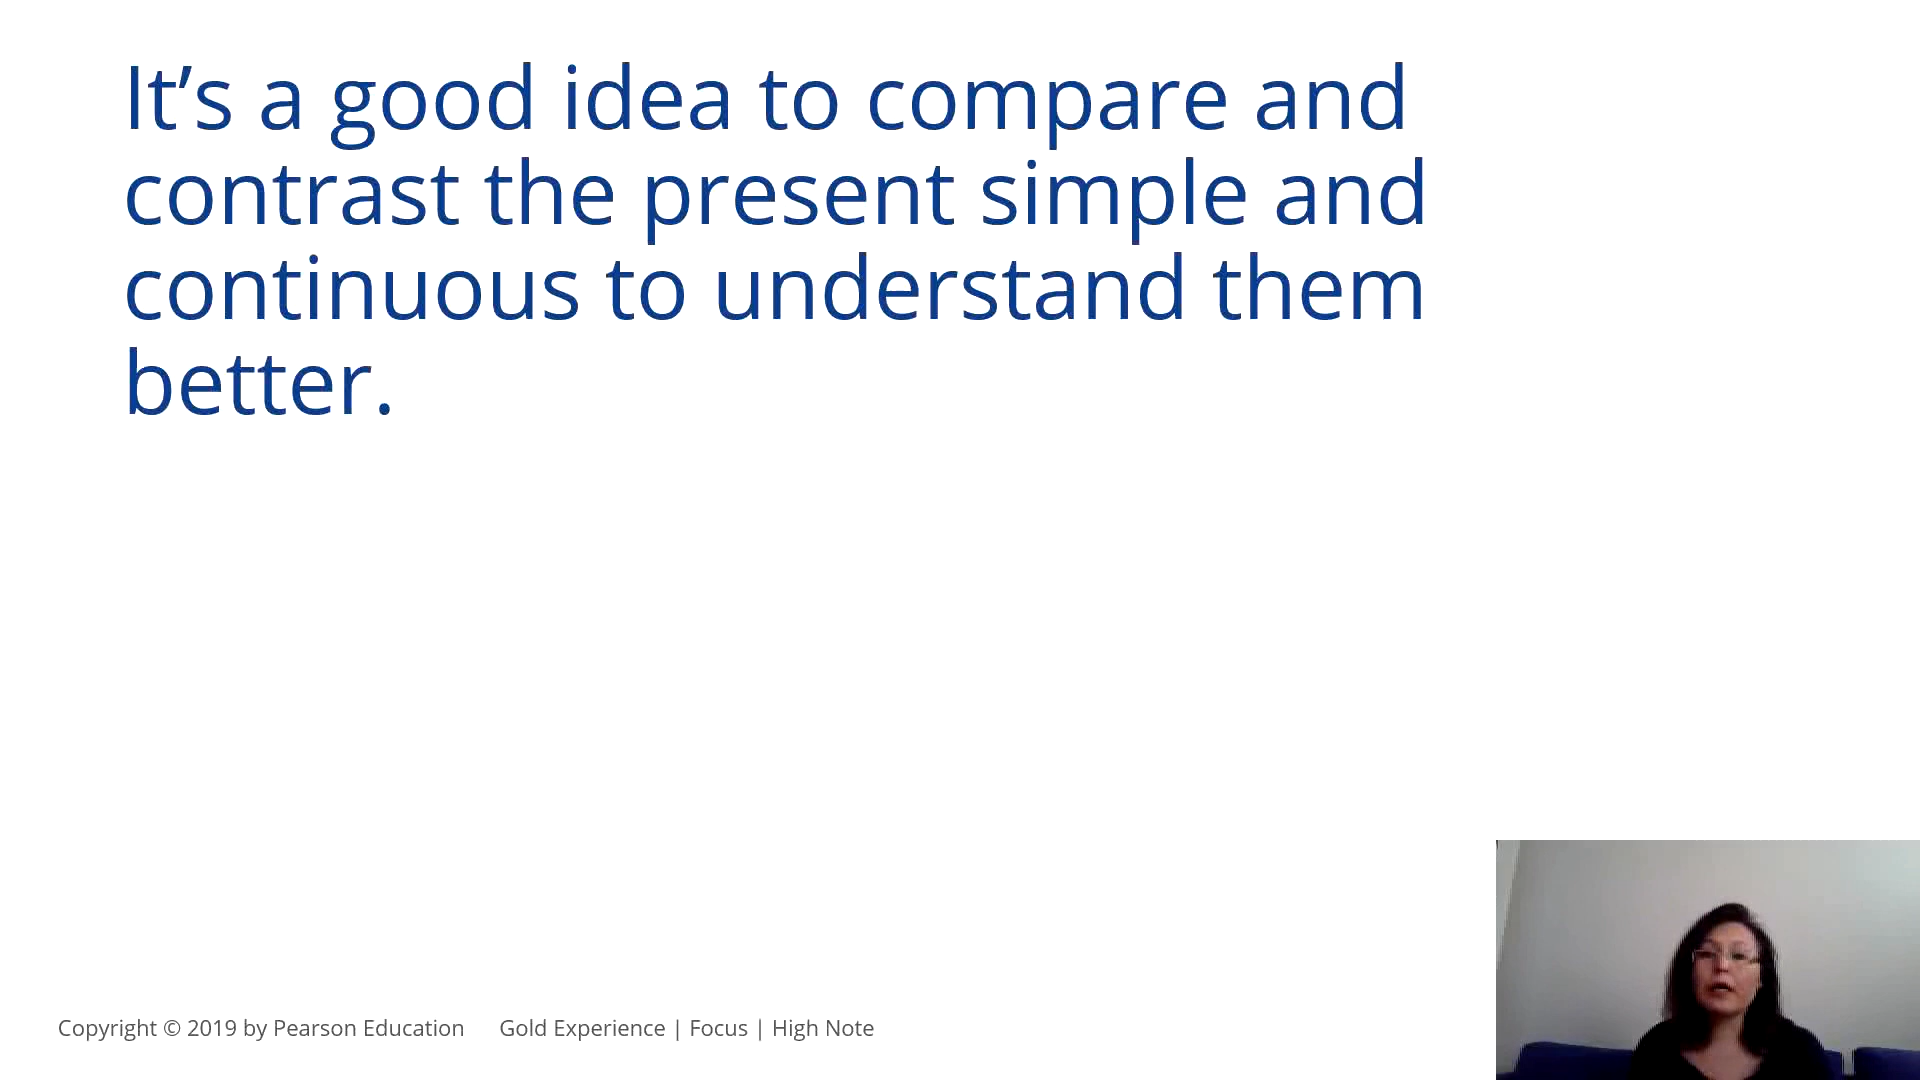 It’s a good idea to compare and
contrast the present simple and
continuous to understand them
better.
Copyright © 2019 by Pearson Education Gold Experience | Focus | High Note